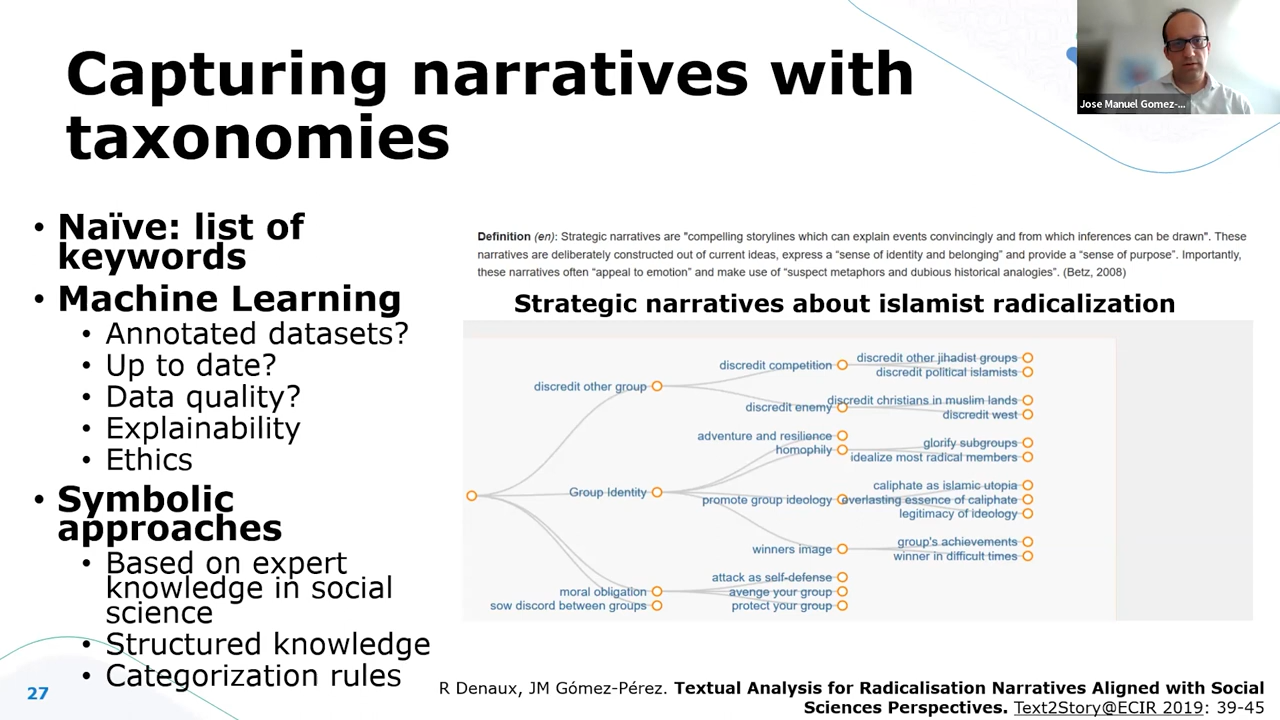 Capturing narratives with
taxonomies
Jose Manuel Gomez-...
• Naïve: list of
keywords
• Machine Learning
• Annotated datasets?
• Up to date?
• Data quality?
• Explainability
• Ethics
• Symbolic
approaches
• Based on expert
knowledge in social
science
• Structured knowledge
• Categorization rules
Definition (en): Strategic narratives are "compelling storylines which can explain events convincingly and from which inferences can be drawn". These
narratives are deliberately constructed out of current ideas, express a “sense of identity and belonging” and provide a “sense of purpose”. Importantly,
these narratives often “appeal to emotion” and make use of “suspect metaphors and dubious historical analogies”. (Betz, 2008)
Strategic narratives about islamist radicalization
discredit other group
discredit competition
discredit other jihadist groups
discredit political islamists
discredit enemy
discredit christians in muslim lands
discredit west
Group Identity
adventure and resilience
homophily
glorify subgroups
idealize most radical members
promote group ideology
caliphate as islamic utopia
everlasting essence of caliphate
legitimacy of ideology
winners image
group's achievements
winner in difficult times
moral obligation
attack as self-defense
avenge your group
protect your group
sow discord between groups
27
R Denaux, JM Gómez-Pérez. Textual Analysis for Radicalisation Narratives Aligned with Social
Sciences Perspectives. Text2Story@ECIR 2019: 39-45